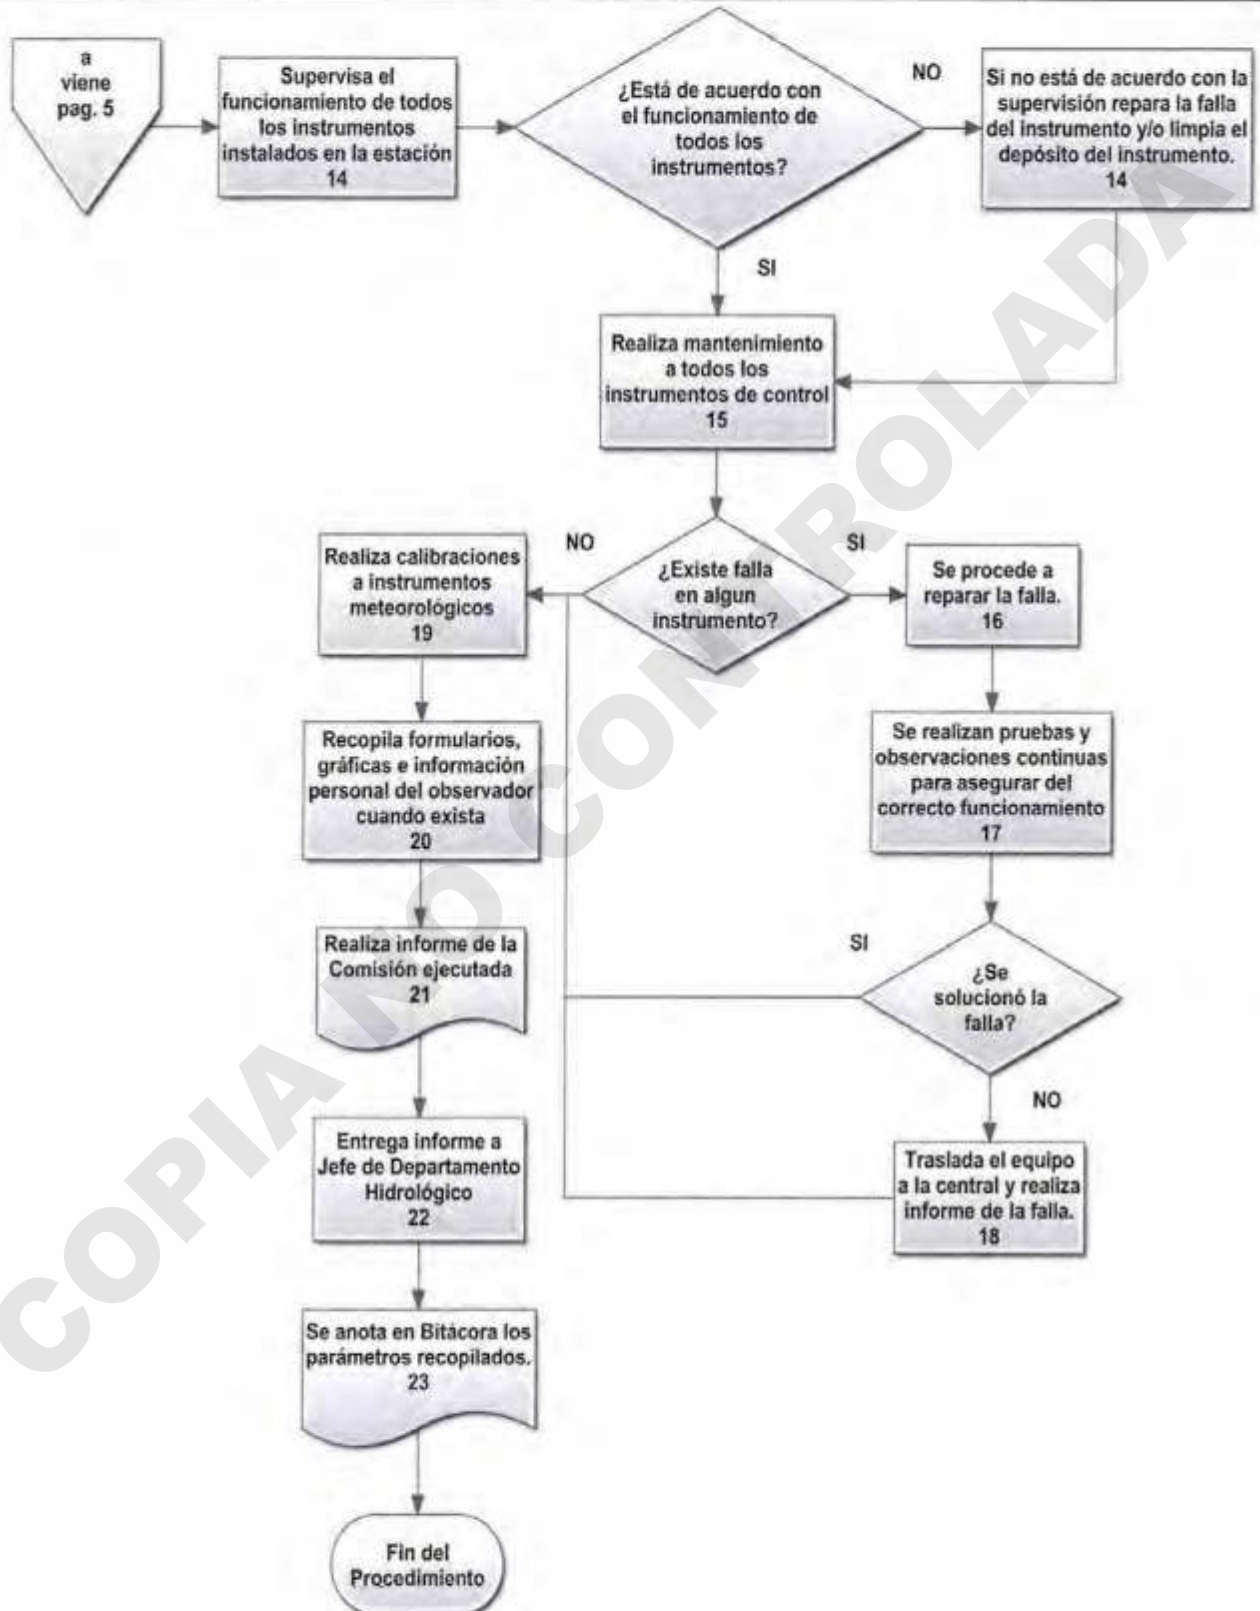 a
viene
pag. 5
Supervisa el
funcionamiento de todos
los instrumentos
instalados en la estación
14
¿Está de acuerdo con
el funcionamiento de
todos los
instrumentos?
NO
Si no está de acuerdo con la
supervisión repara la falla
del instrumento y/o limpia el
depósito del instrumento.
14
SI
Realiza mantenimiento
a todos los
instrumentos de control
15
¿Existe falla
en algun
instrumento?
NO
SI
Realiza calibraciones
a instrumentos
meteorológicos
19
Se procede a
reparar la falla.
16
Recopila formularios,
gráficas e información
personal del observador
cuando exista
20
Se realizan pruebas y
observaciones continuas
para asegurar del
correcto funcionamiento
17
Realiza informe de la
Comisión ejecutada
21
SI
¿Se
solucionó la
falla?
NO
Entrega informe a
Jefe de Departamento
Hidrológico
22
Traslada el equipo
a la central y realiza
informe de la falla.
18
Se anota en Bitácora los
parámetros recopilados.
23
Fin del
Procedimiento
COPIA NO CONTROLADA